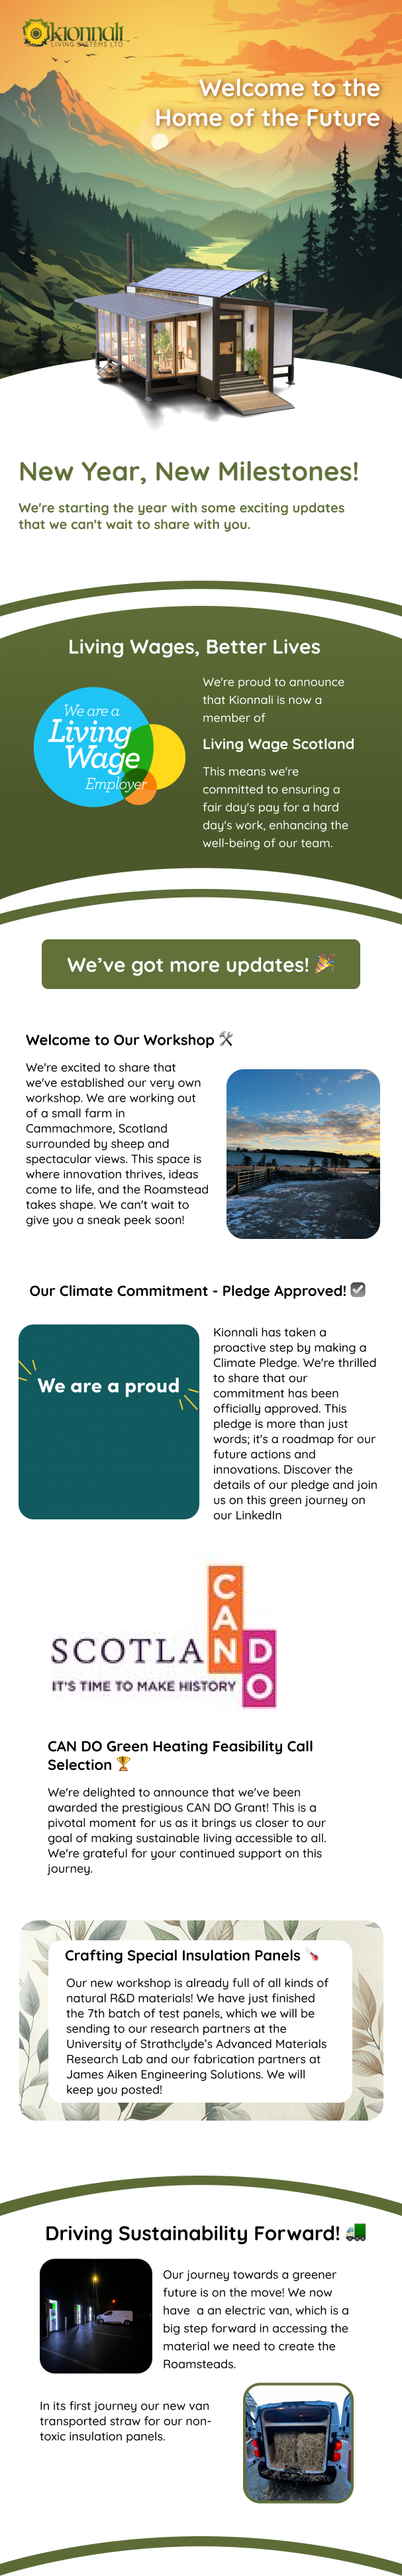 kionnali
LIVING SYSTEMS LTD
Welcome to the
Home of the Future
New Year, New Milestones!
We're starting the year with some exciting updates
that we can't wait to share with you.
Living Wages, Better Lives
We are a
Living
Wage
Employer
We're proud to announce
that Kionnali is now a
member of
Living Wage Scotland
This means we're
committed to ensuring a
fair day's pay for a hard
day's work, enhancing the
well-being of our team.
We've got more updates! 🎉
Welcome to Our Workshop 🛠
We're excited to share that
we've established our very own
workshop. We are working out
of a small farm in
Cammachmore, Scotland
surrounded by sheep and
spectacular views. This space is
where innovation thrives, ideas
come to life, and the Roamstead
takes shape. We can't wait to
give you a sneak peek soon!
Our Climate Commitment - Pledge Approved! ☑
We are a proud
Kionnali has taken a
proactive step by making a
Climate Pledge. We're thrilled
to share that our
commitment has been
officially approved. This
pledge is more than just
words; it's a roadmap for our
future actions and
innovations. Discover the
details of our pledge and join
us on this green journey on
our LinkedIn
SCOTLAND CAN DO
IT'S TIME TO MAKE HISTORY
CAN DO Green Heating Feasibility Call
Selection 🏆
We're delighted to announce that we've been
awarded the prestigious CAN DO Grant! This is a
pivotal moment for us as it brings us closer to our
goal of making sustainable living accessible to all.
We're grateful for your continued support on this
journey.
Crafting Special Insulation Panels 🪛
Our new workshop is already full of all kinds of
natural R&D materials! We have just finished
the 7th batch of test panels, which we will be
sending to our research partners at the
University of Strathclyde's Advanced Materials
Research Lab and our fabrication partners at
James Aiken Engineering Solutions. We will
keep you posted!
Driving Sustainability Forward! 🚛
Our journey towards a greener
future is on the move! We now
have a an electric van, which is a
big step forward in accessing the
material we need to create the
Roamsteads.
In its first journey our new van
transported straw for our non-
toxic insulation panels.